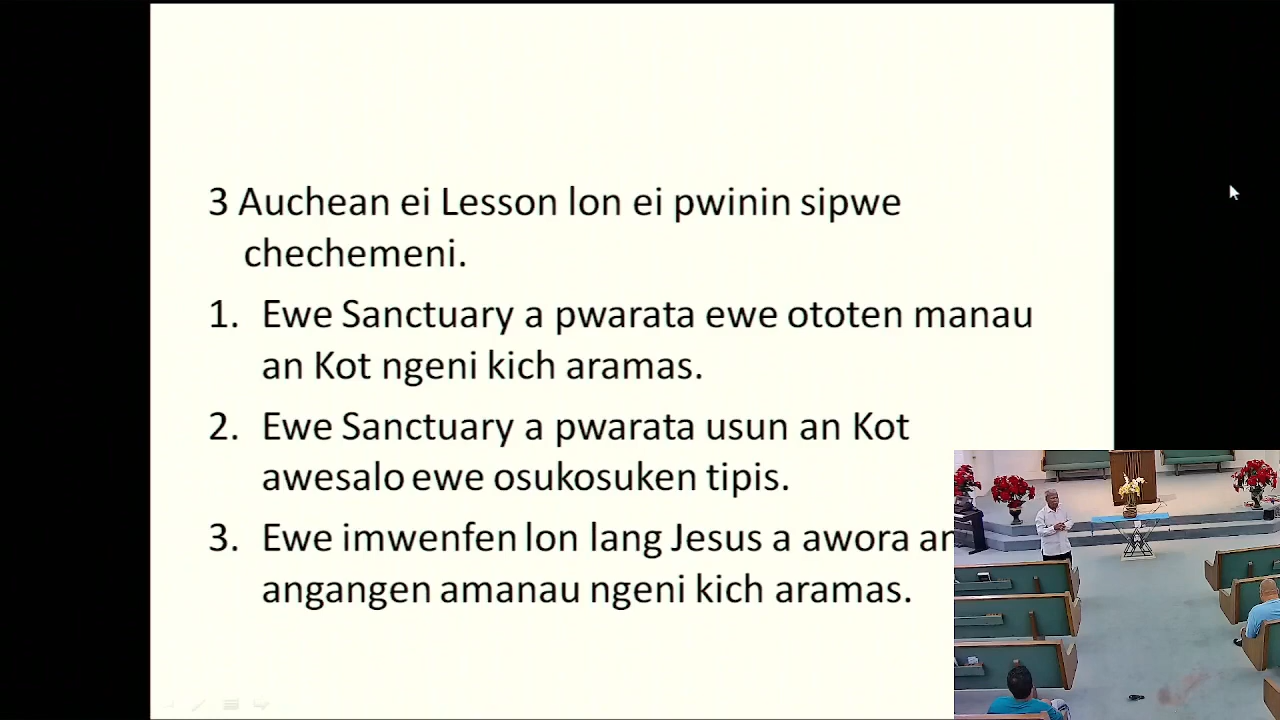 3 Auchean ei Lesson lon ei pwinin sipwe
chechemeni.
1. Ewe Sanctuary a pwarata ewe ototen manau
an Kot ngeni kich aramas.
2. Ewe Sanctuary a pwarata usun an Kot
awesalo ewe osukosuken tipis.
3. Ewe imwenfen lon lang Jesus a awora
angangen amanau ngeni kich aramas.